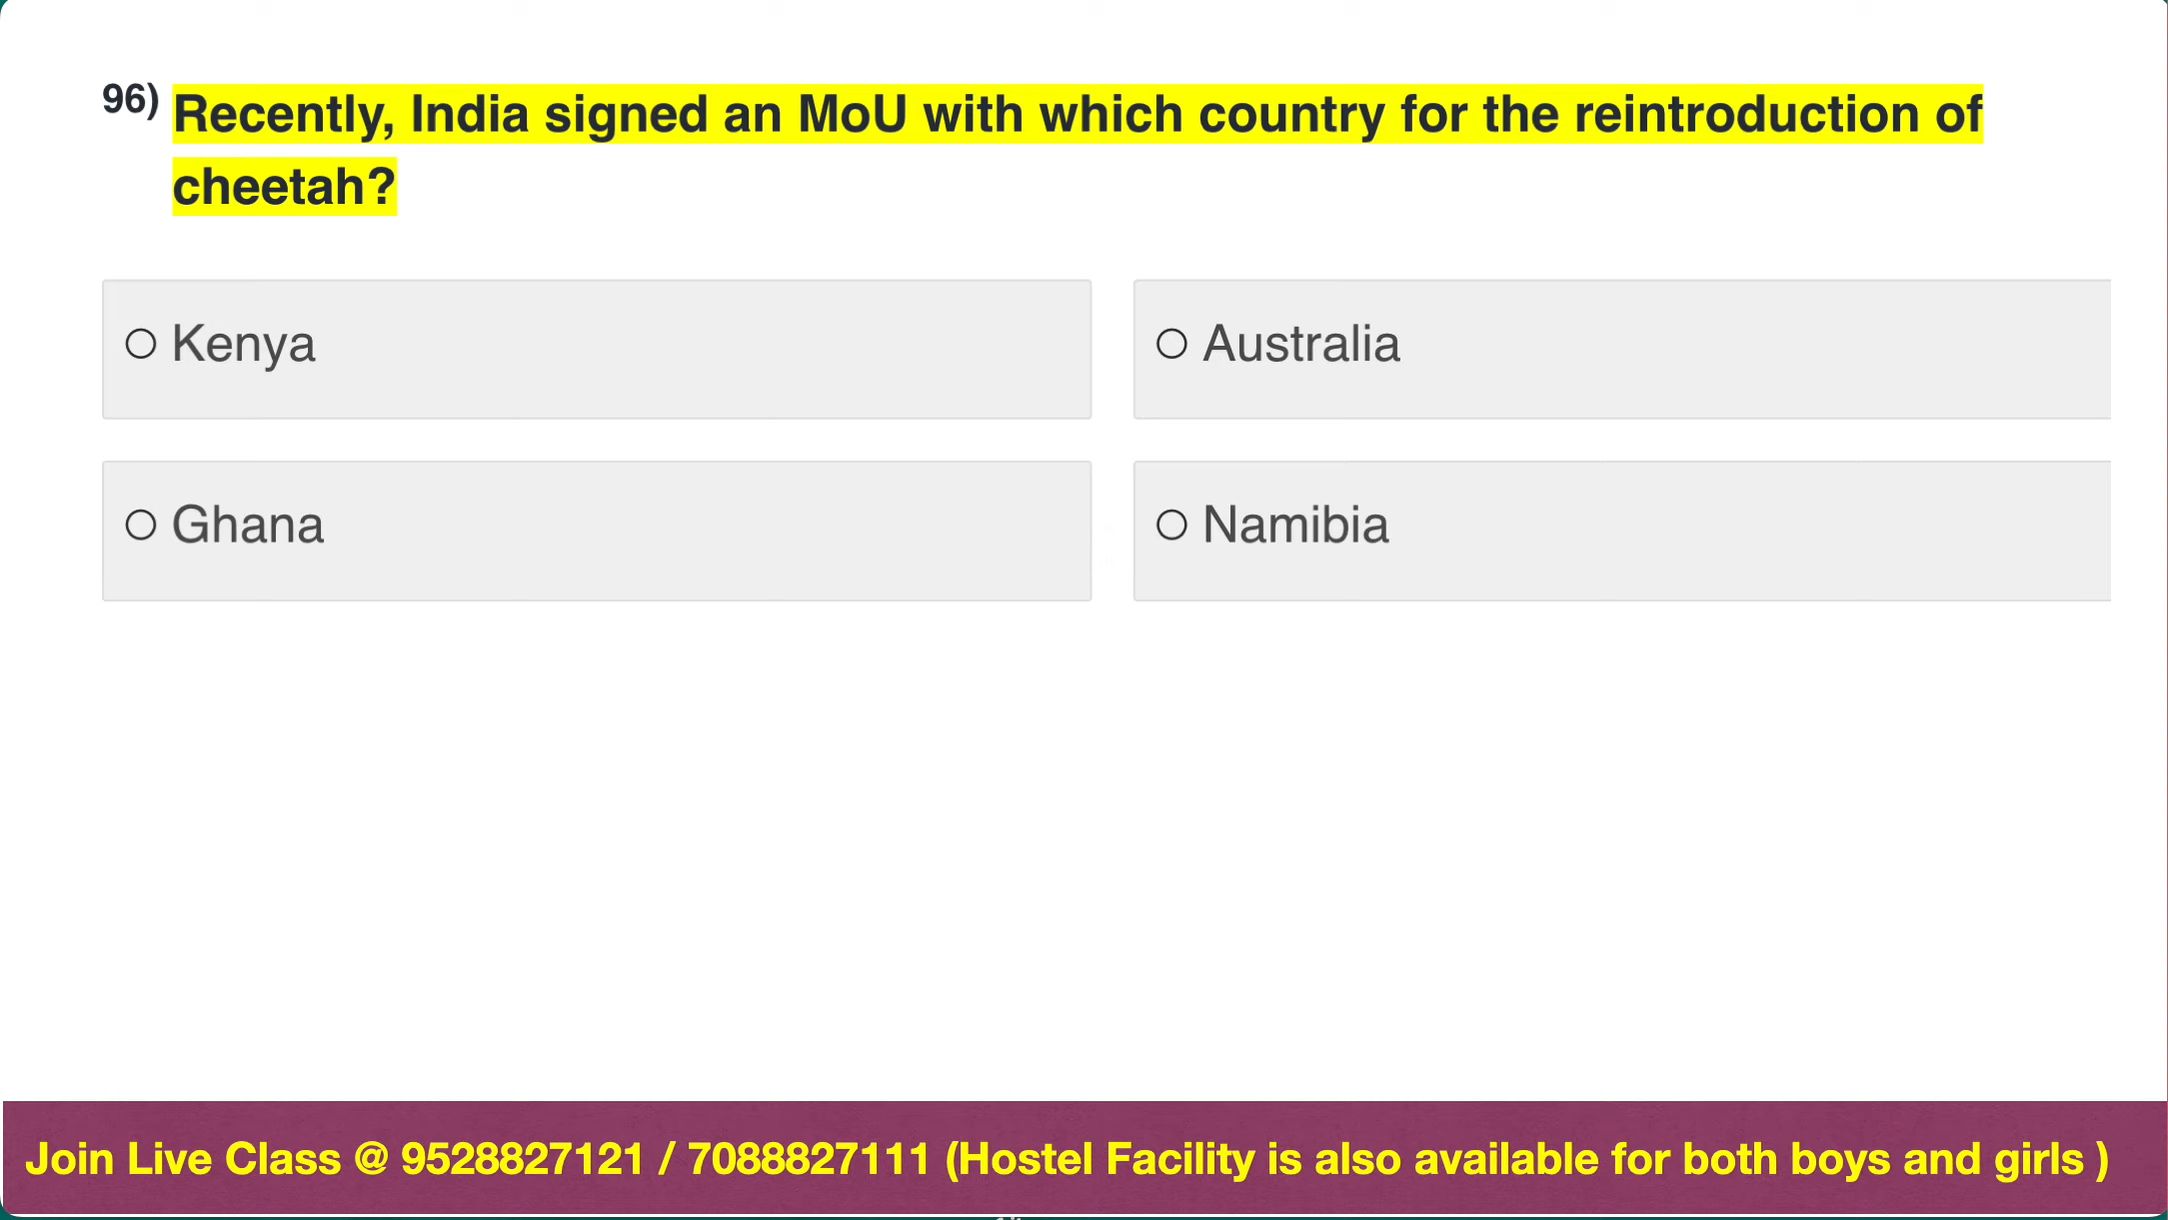 96) Recently, India signed an MoU with which country for the reintroduction of
cheetah?
Kenya
Australia
Ghana
Namibia
Join Live Class @ 9528827121 / 7088827111 (Hostel Facility is also available for both boys and girls )